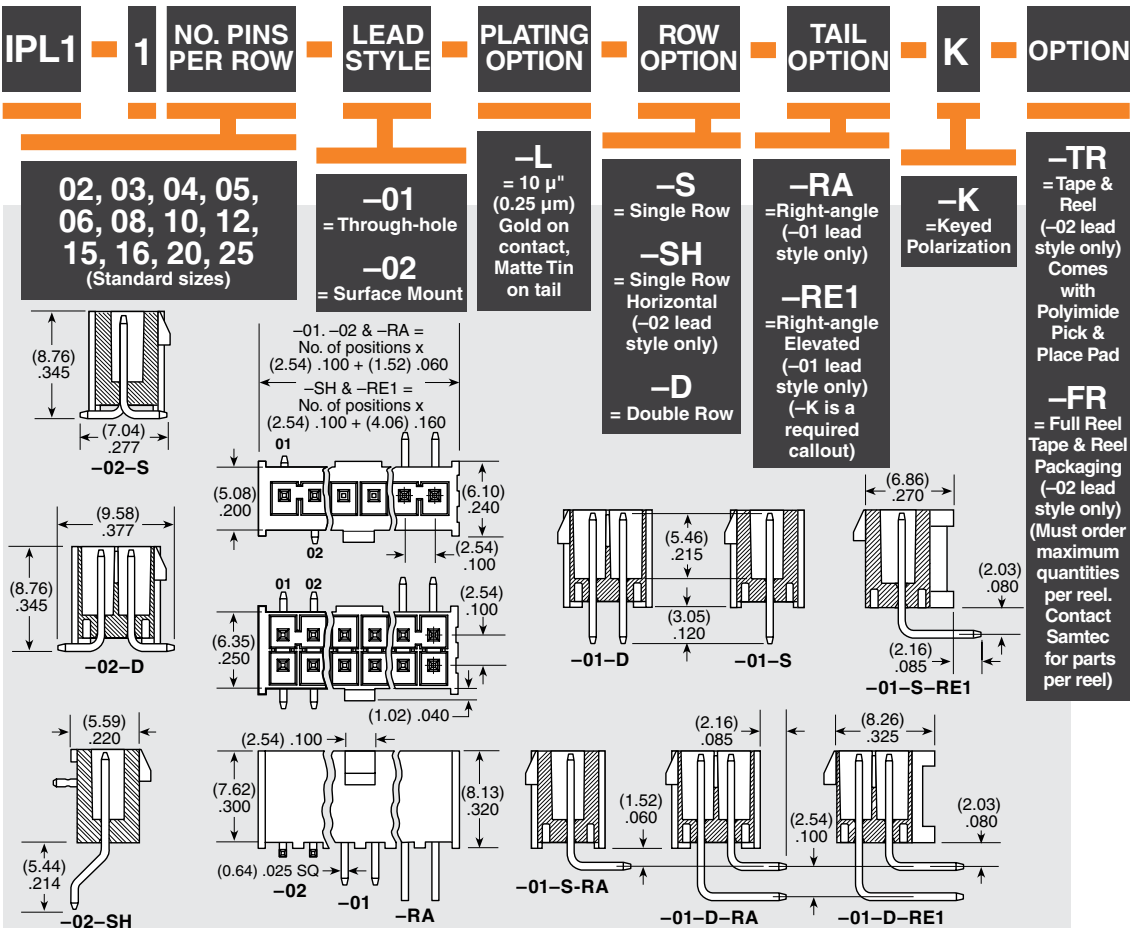 IPL1
1
NO. PINS
PER ROW
LEAD
STYLE
PLATING
OPTION
ROW
OPTION
TAIL
OPTION
K
OPTION
02, 03, 04, 05,
06, 08, 10, 12,
15, 16, 20, 25
(Standard sizes)
–01
= Through-hole
–02
= Surface Mount
–L
= 10 µ"
(0.25 µm)
Gold on
contact,
Matte Tin
on tail
–S
= Single Row
–SH
= Single Row
Horizontal
(–02 lead
style only)
–D
= Double Row
–RA
=Right-angle
(–01 lead
style only)
–RE1
=Right-angle
Elevated
(–01 lead
style only)
(–K is a
required
callout)
–K
=Keyed
Polarization
–TR
=Tape &
Reel
(–02 lead
style only)
Comes
with
Polyimide
Pick &
Place Pad
–FR
= Full Reel
Tape & Reel
Packaging
(–02 lead
style only)
(Must order
maximum
quantities
per reel.
Contact
Samtec
for parts
per reel)
(8.76)
.345
(7.04)
.277
–02–S
(9.58)
.377
(8.76)
.345
–02–D
(5.59)
.220
(5.44)
.214
–02–SH
–01. –02 & –RA =
No. of positions x
(2.54) .100 + (1.52) .060
–SH & –RE1 =
No. of positions x
(2.54) .100 + (4.06) .160
01
(5.08)
.200
(6.10)
.240
02
(2.54)
.100
01 02
(2.54)
.100
(6.35)
.250
(1.02) .040
(2.54) .100
(7.62)
.300
(8.13)
.320
(0.64) .025 SQ
–02
–01
–RA
(5.46)
.215
(3.05)
.120
–01–D
–01–S
(6.86)
.270
(2.03)
.080
(2.16)
.085
–01–S–RE1
(1.52)
.060
–01–S-RA
(2.16)
.085
(2.54)
.100
–01–D–RA
(8.26)
.325
(2.03)
.080
–01–D–RE1